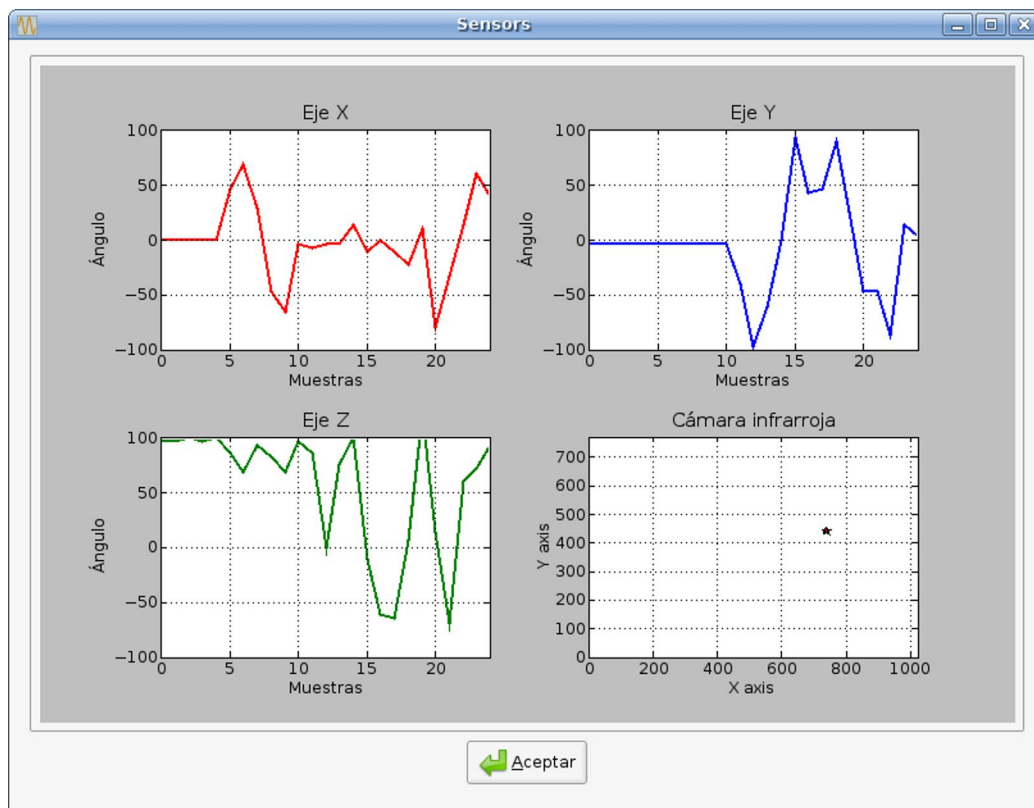 Sensors
Eje X
100
50
0
−50
−100
Ángulo
0 5 10 15 20
Muestras
Eje Y
100
50
0
−50
−100
Ángulo
0 5 10 15 20
Muestras
Eje Z
100
50
0
−50
−100
Ángulo
0 5 10 15 20
Muestras
Cámara infrarroja
700
600
500
400
300
200
100
0
Y axis
0 200 400 600 800 1000
X axis
Aceptar